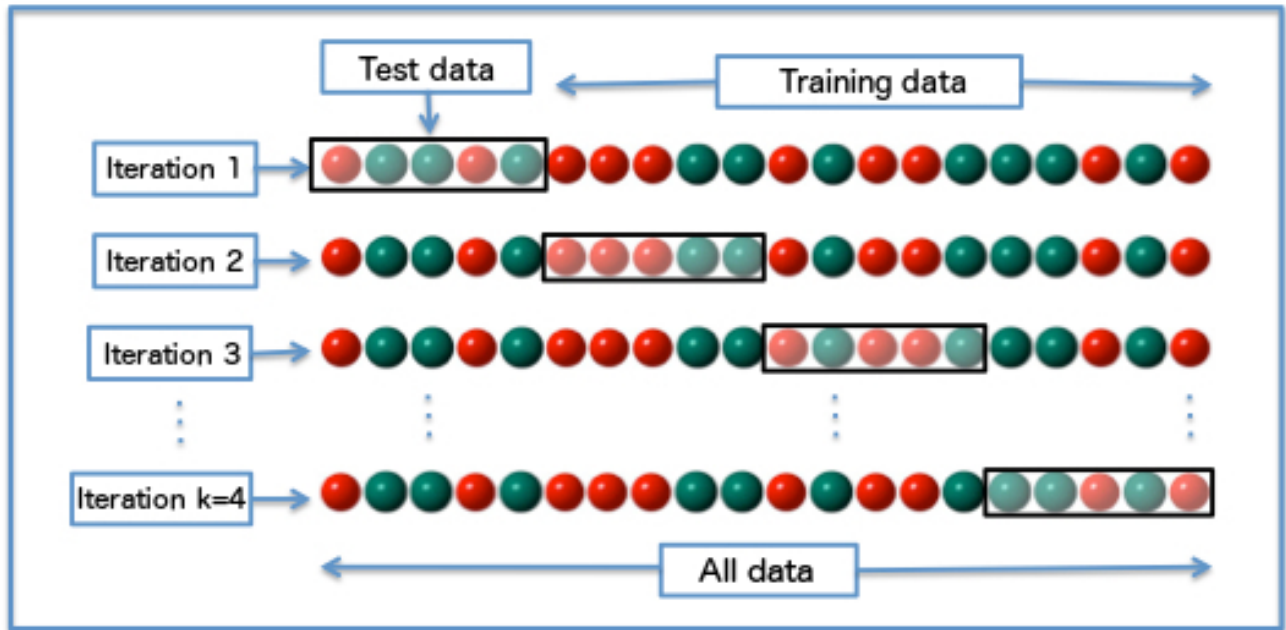 Test data
Training data
Iteration 1
Iteration 2
Iteration 3
Iteration k=4
All data